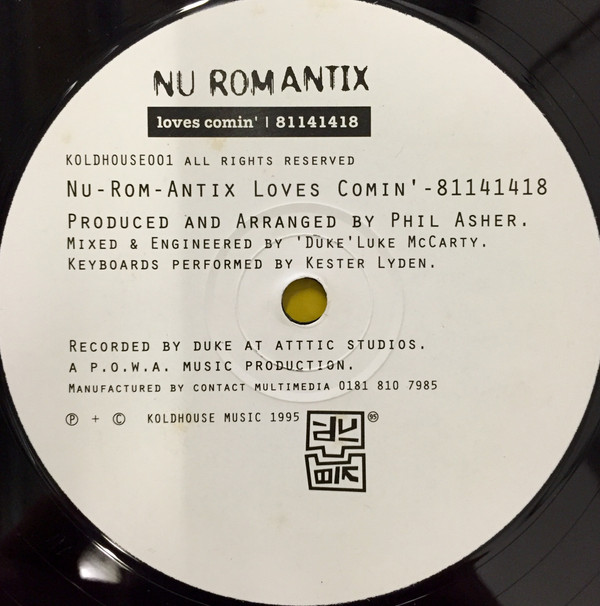 NU ROMANTIX
loves comin' | 81141418
KOLDHOUSE001 ALL RIGHTS RESERVED
NU-ROM-ANTIX LOVES COMIN'-81141418
PRODUCED AND ARRANGED BY PHIL ASHER.
MIXED & ENGINEERED BY 'DUKE'LUKE MCCARTY.
KEYBOARDS PERFORMED BY KESTER LYDEN.
RECORDED BY DUKE AT ATTTIC STUDIOS.
A P.O.W.A. MUSIC PRODUCTION.
MANUFACTURED BY CONTACT MULTIMEDIA 0181 810 7985
℗ + © KOLDHOUSE MUSIC 1995
95